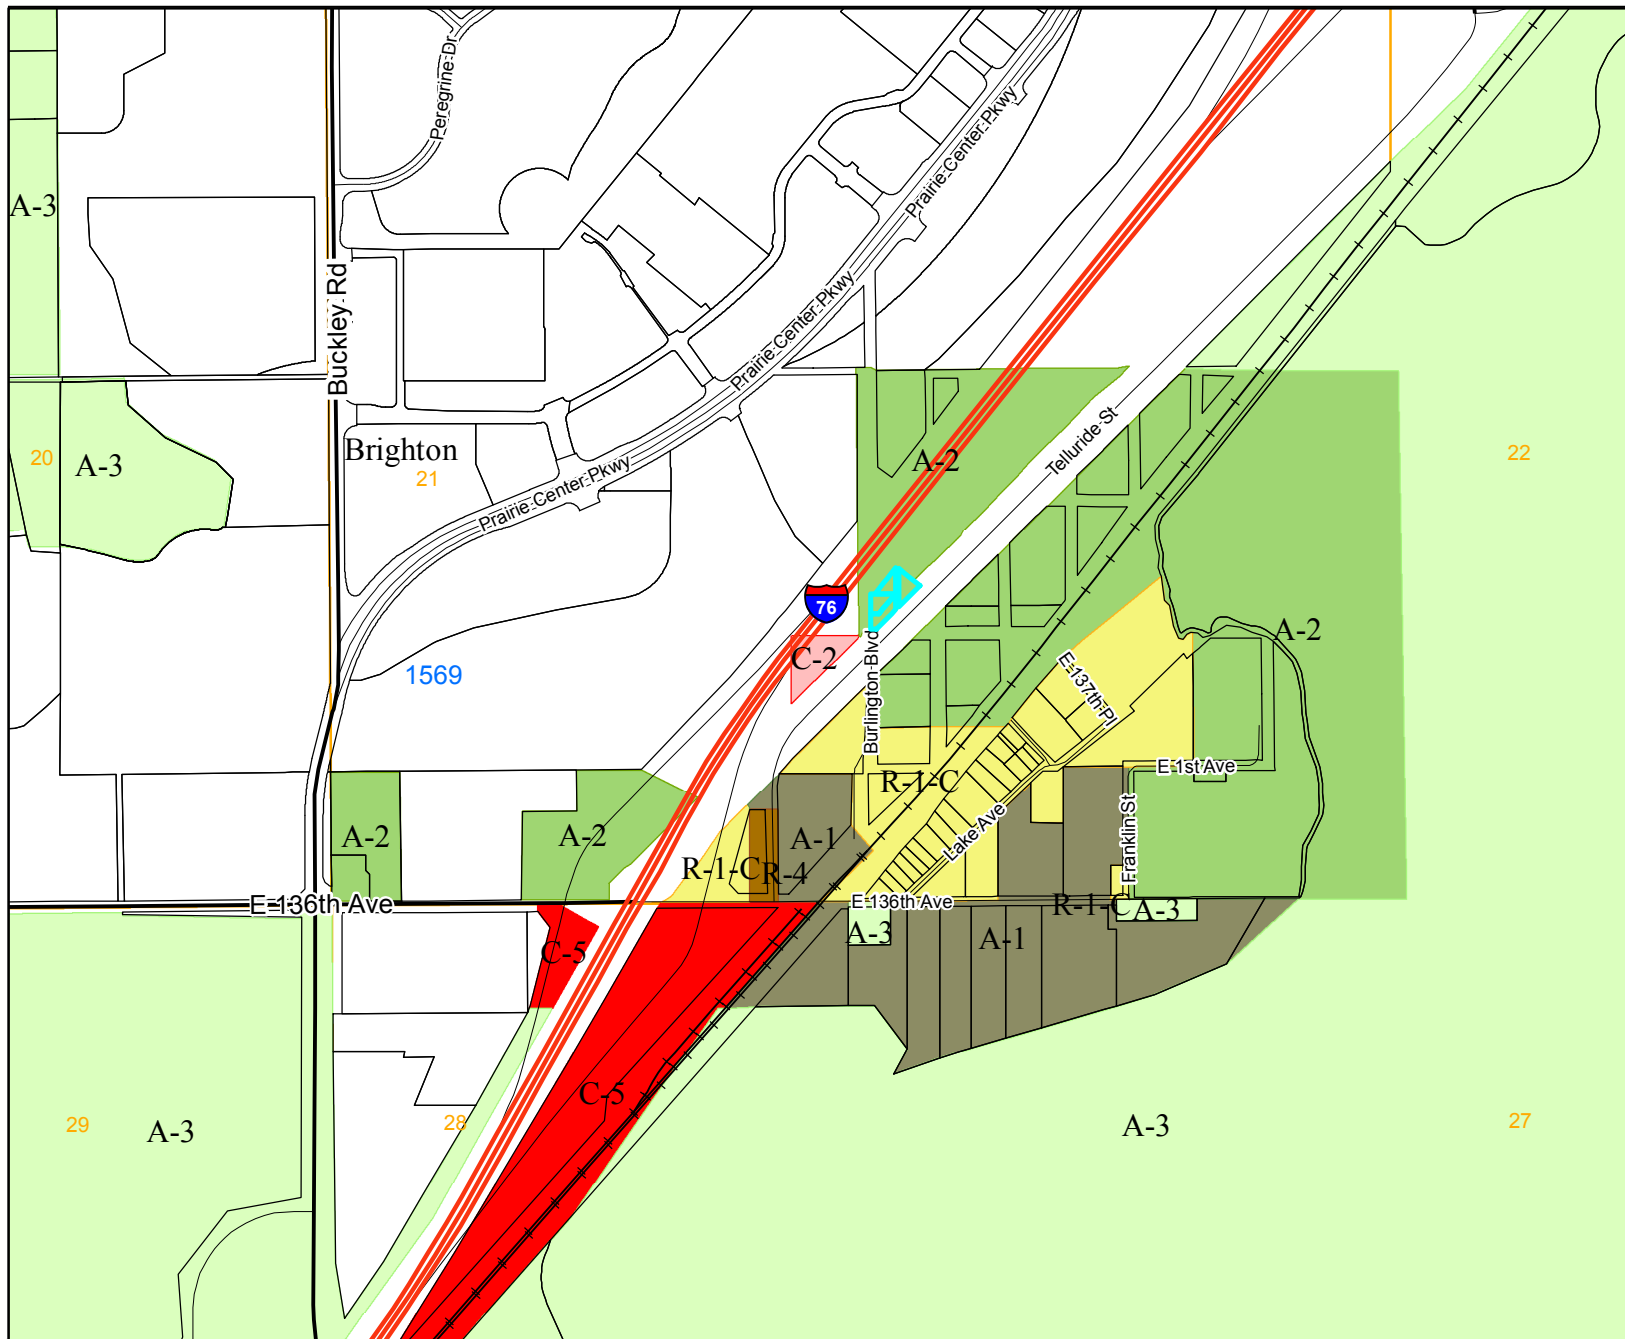 Peregrine Dr
Prairie Center Pkwy
A-3
Prairie Center Pkwy
Buckley Rd
Prairie Center Pkwy
Telluride St
Brighton
20
A-3
21
A-2
22
Prairie Center Pkwy
76
A-2
C-2
1569
E 137th Pl
Burlington Blvd
E 1st Ave
R-1-C
A-2
A-2
A-1
Lake Ave
Franklin St
R-1-C
R-4
E 136th Ave
E 136th Ave
R-1-C
A-3
A-3
A-1
C-5
C-5
29
A-3
28
A-3
27